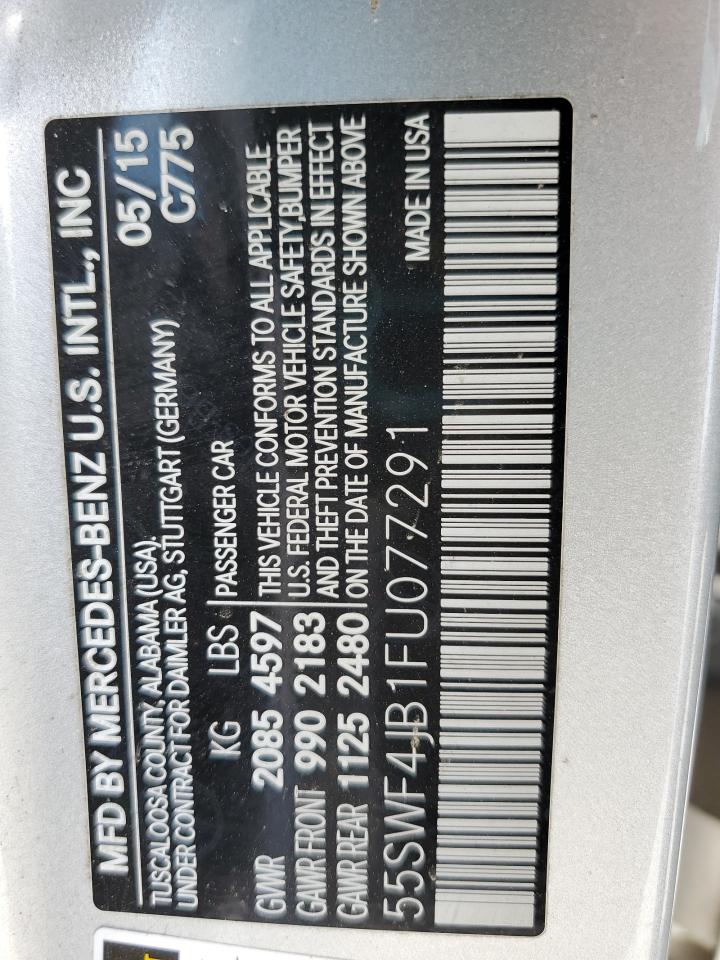 MFD BY MERCEDES-BENZ U.S. INTL., INC
TUSCALOOSA COUNTY, ALABAMA (USA). 05/15
UNDER CONTRACT FOR DAIMLER AG, STUTTGART (GERMANY) C775
KG LBS PASSENGER CAR
GVWR 2085 4597 THIS VEHICLE CONFORMS TO ALL APPLICABLE
GAWR FRONT 990 2183 U.S. FEDERAL MOTOR VEHICLE SAFETY,BUMPER
AND THEFT PREVENTION STANDARDS IN EFFECT
GAWR REAR 1125 2480 ON THE DATE OF MANUFACTURE SHOWN ABOVE
55SWF4JB1FU077291 MADE IN USA